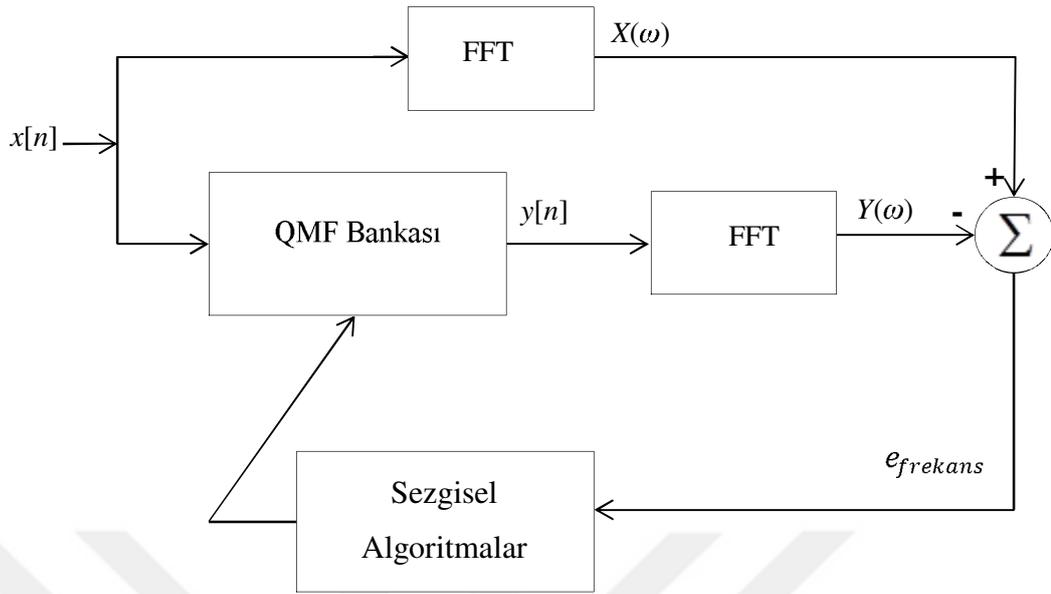 FFT
X(ω)
x[n]
+
QMF Bankası
y[n]
FFT
Y(ω)
-
Σ
e_frekans
Sezgisel
Algoritmalar